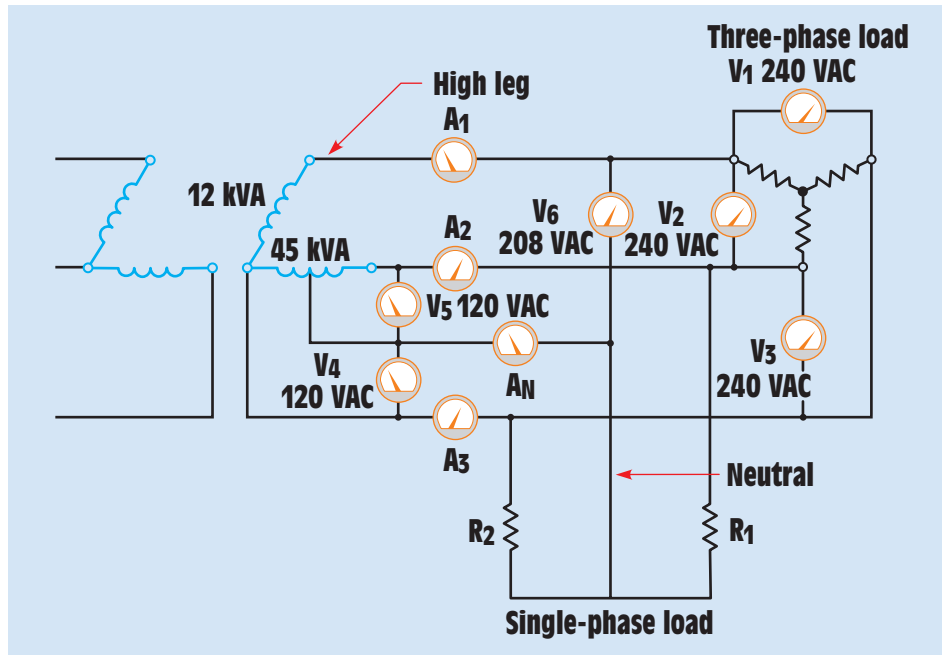 Three-phase load
V1 240 VAC
High leg
A1
12 kVA
V6
208 VAC
V2
240 VAC
A2
45 kVA
V5 120 VAC
V4
120 VAC
AN
V3
240 VAC
A3
Neutral
R2
R1
Single-phase load